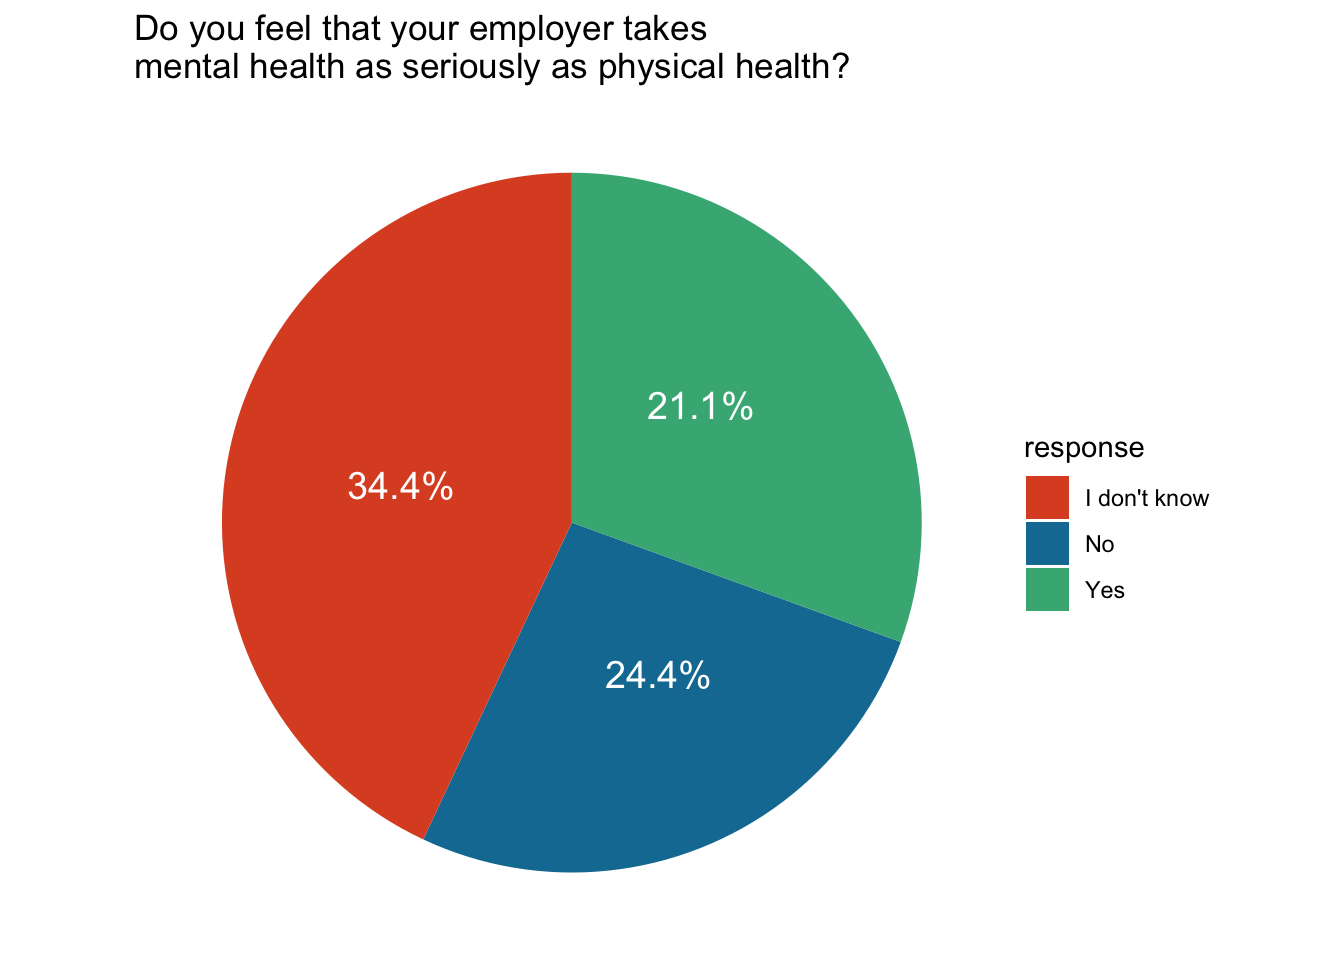 Do you feel that your employer takes
mental health as seriously as physical health?
21.1%
34.4%
24.4%
response
I don't know
No
Yes